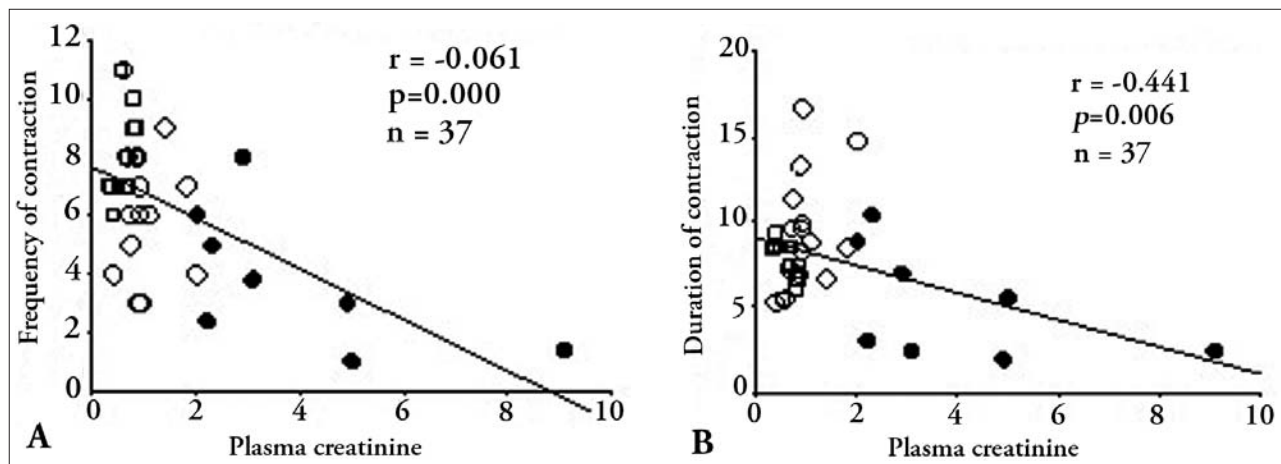 12
10
8
6
4
2
0
Frequency of contraction
r = -0.061
p=0.000
n = 37
0 2 4 6 8 10
Plasma creatinine
A
20
15
10
5
0
Duration of contraction
r = -0.441
p=0.006
n = 37
0 2 4 6 8 10
Plasma creatinine
B